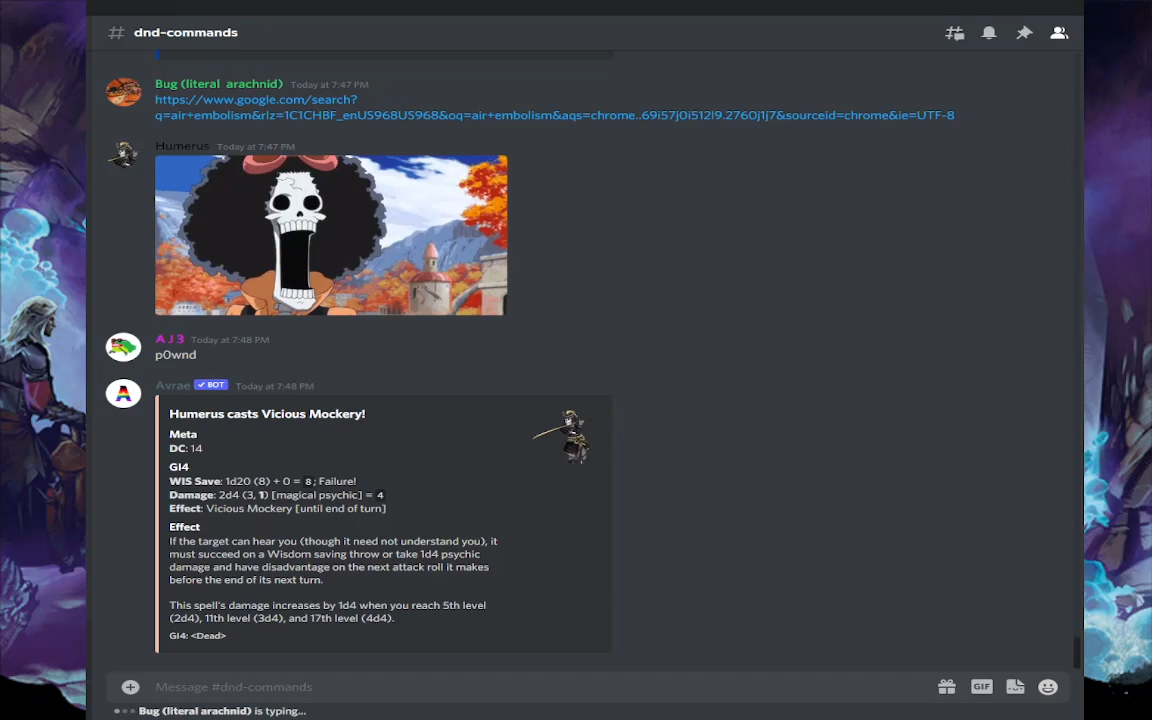 # dnd-commands
Bug (literal arachnid) Today at 7:47 PM
https://www.google.com/search?
q=air+embolism&rlz=1C1CHBF_enUS968US968&oq=air+embolism&aqs=chrome..69i57j0i512l9.2760j1j7&sourceid=chrome&ie=UTF-8
Humerus Today at 7:47 PM
A J 3 Today at 7:48 PM
p0wnd
A
Avrae ✓ BOT Today at 7:48 PM
Humerus casts Vicious Mockery!
Meta
DC: 14
GI4
WIS Save: 1d20 (8) + 0 = 8; Failure!
Damage: 2d4 (3, 1) [magical psychic] = 4
Effect: Vicious Mockery [until end of turn]
Effect
If the target can hear you (though it need not understand you), it
must succeed on a Wisdom saving throw or take 1d4 psychic
damage and have disadvantage on the next attack roll it makes
before the end of its next turn.
This spell's damage increases by 1d4 when you reach 5th level
(2d4), 11th level (3d4), and 17th level (4d4).
GI4: <Dead>
Message #dnd-commands
GIF
Bug (literal arachnid) is typing...